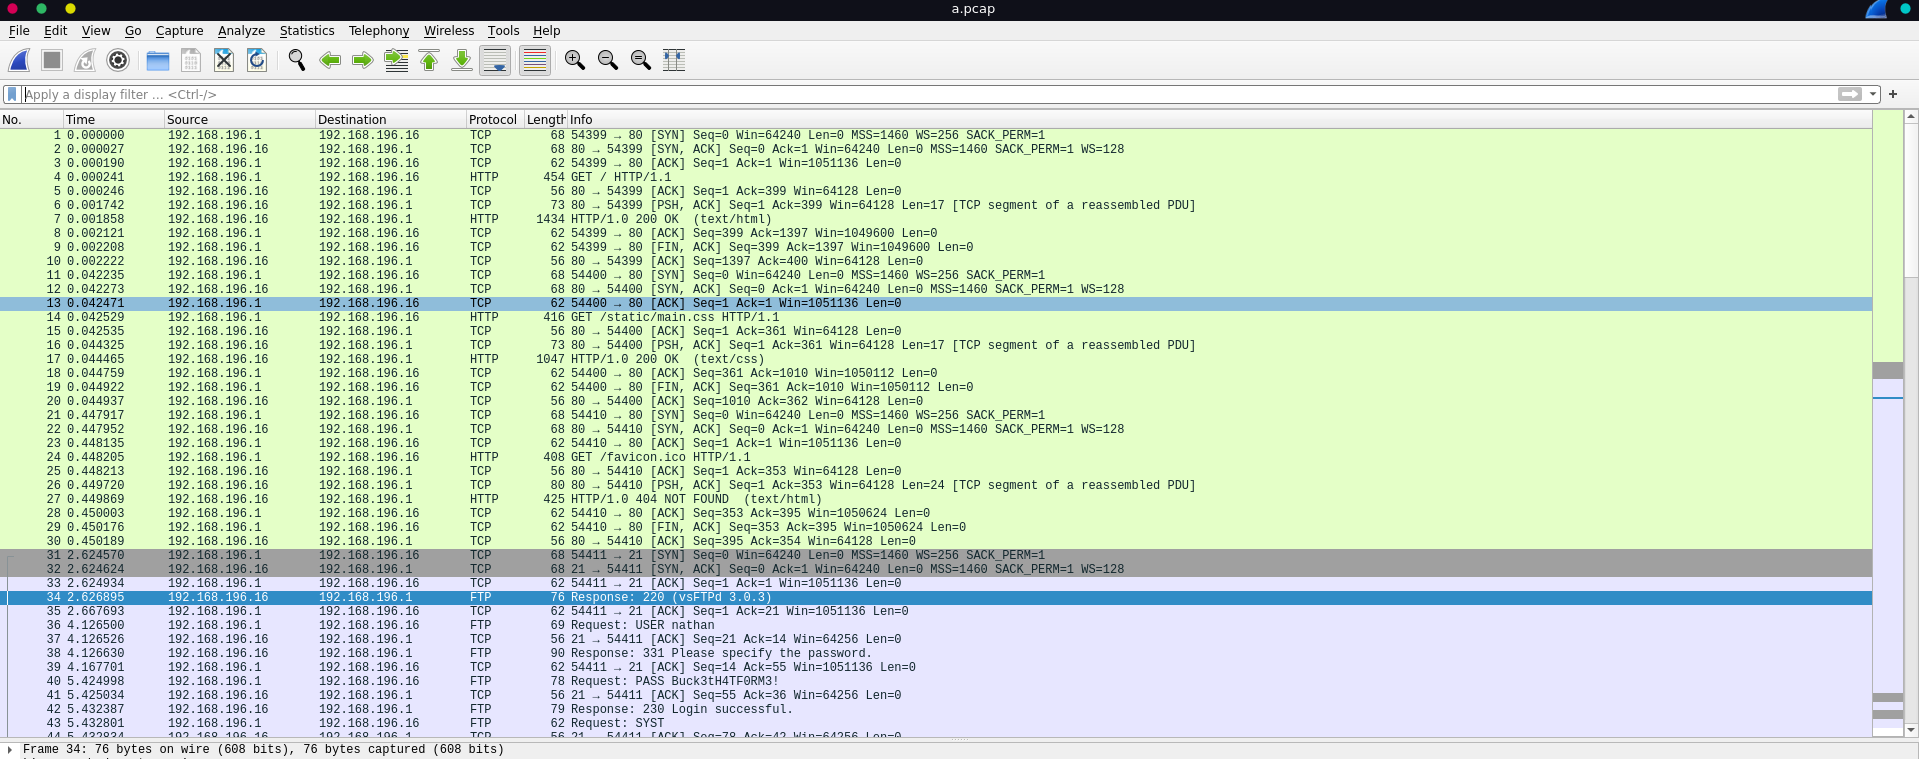 a.pcap
File Edit View Go Capture Analyze Statistics Telephony Wireless Tools Help
Apply a display filter ... <Ctrl-/>
No. Time Source Destination Protocol Length Info
1 0.000000 192.168.196.1 192.168.196.16 TCP 68 54399 → 80 [SYN] Seq=0 Win=64240 Len=0 MSS=1460 WS=256 SACK_PERM=1
2 0.000027 192.168.196.16 192.168.196.1 TCP 68 80 → 54399 [SYN, ACK] Seq=0 Ack=1 Win=64240 Len=0 MSS=1460 SACK_PERM=1 WS=128
3 0.000190 192.168.196.1 192.168.196.16 TCP 62 54399 → 80 [ACK] Seq=1 Ack=1 Win=1051136 Len=0
4 0.000241 192.168.196.1 192.168.196.16 HTTP 454 GET / HTTP/1.1
5 0.000246 192.168.196.16 192.168.196.1 TCP 56 80 → 54399 [ACK] Seq=1 Ack=399 Win=64128 Len=0
6 0.001742 192.168.196.16 192.168.196.1 TCP 73 80 → 54399 [PSH, ACK] Seq=1 Ack=399 Win=64128 Len=17 [TCP segment of a reassembled PDU]
7 0.001858 192.168.196.16 192.168.196.1 HTTP 1434 HTTP/1.0 200 OK (text/html)
8 0.002121 192.168.196.1 192.168.196.16 TCP 62 54399 → 80 [ACK] Seq=399 Ack=1397 Win=1049600 Len=0
9 0.002208 192.168.196.1 192.168.196.16 TCP 62 54399 → 80 [FIN, ACK] Seq=399 Ack=1397 Win=1049600 Len=0
10 0.002222 192.168.196.16 192.168.196.1 TCP 56 80 → 54399 [ACK] Seq=1397 Ack=400 Win=64128 Len=0
11 0.042235 192.168.196.1 192.168.196.16 TCP 68 54400 → 80 [SYN] Seq=0 Win=64240 Len=0 MSS=1460 WS=256 SACK_PERM=1
12 0.042273 192.168.196.16 192.168.196.1 TCP 68 80 → 54400 [SYN, ACK] Seq=0 Ack=1 Win=64240 Len=0 MSS=1460 SACK_PERM=1 WS=128
13 0.042471 192.168.196.1 192.168.196.16 TCP 62 54400 → 80 [ACK] Seq=1 Ack=1 Win=1051136 Len=0
14 0.042529 192.168.196.1 192.168.196.16 HTTP 416 GET /static/main.css HTTP/1.1
15 0.042535 192.168.196.16 192.168.196.1 TCP 56 80 → 54400 [ACK] Seq=1 Ack=361 Win=64128 Len=0
16 0.044325 192.168.196.16 192.168.196.1 TCP 73 80 → 54400 [PSH, ACK] Seq=1 Ack=361 Win=64128 Len=17 [TCP segment of a reassembled PDU]
17 0.044465 192.168.196.16 192.168.196.1 HTTP 1047 HTTP/1.0 200 OK (text/css)
18 0.044759 192.168.196.1 192.168.196.16 TCP 62 54400 → 80 [ACK] Seq=361 Ack=1010 Win=1050112 Len=0
19 0.044922 192.168.196.1 192.168.196.16 TCP 62 54400 → 80 [FIN, ACK] Seq=361 Ack=1010 Win=1050112 Len=0
20 0.044937 192.168.196.16 192.168.196.1 TCP 56 80 → 54400 [ACK] Seq=1010 Ack=362 Win=64128 Len=0
21 0.447917 192.168.196.1 192.168.196.16 TCP 68 54410 → 80 [SYN] Seq=0 Win=64240 Len=0 MSS=1460 WS=256 SACK_PERM=1
22 0.447952 192.168.196.16 192.168.196.1 TCP 68 80 → 54410 [SYN, ACK] Seq=0 Ack=1 Win=64240 Len=0 MSS=1460 SACK_PERM=1 WS=128
23 0.448135 192.168.196.1 192.168.196.16 TCP 62 54410 → 80 [ACK] Seq=1 Ack=1 Win=1051136 Len=0
24 0.448205 192.168.196.1 192.168.196.16 HTTP 408 GET /favicon.ico HTTP/1.1
25 0.448213 192.168.196.16 192.168.196.1 TCP 56 80 → 54410 [ACK] Seq=1 Ack=353 Win=64128 Len=0
26 0.449720 192.168.196.16 192.168.196.1 TCP 80 80 → 54410 [PSH, ACK] Seq=1 Ack=353 Win=64128 Len=24 [TCP segment of a reassembled PDU]
27 0.449869 192.168.196.16 192.168.196.1 HTTP 425 HTTP/1.0 404 NOT FOUND (text/html)
28 0.450003 192.168.196.1 192.168.196.16 TCP 62 54410 → 80 [ACK] Seq=353 Ack=395 Win=1050624 Len=0
29 0.450176 192.168.196.1 192.168.196.16 TCP 62 54410 → 80 [FIN, ACK] Seq=353 Ack=395 Win=1050624 Len=0
30 0.450189 192.168.196.16 192.168.196.1 TCP 56 80 → 54410 [ACK] Seq=395 Ack=354 Win=64128 Len=0
31 2.624570 192.168.196.1 192.168.196.16 TCP 68 54411 → 21 [SYN] Seq=0 Win=64240 Len=0 MSS=1460 WS=256 SACK_PERM=1
32 2.624624 192.168.196.16 192.168.196.1 TCP 68 21 → 54411 [SYN, ACK] Seq=0 Ack=1 Win=64240 Len=0 MSS=1460 SACK_PERM=1 WS=128
33 2.624934 192.168.196.1 192.168.196.16 TCP 62 54411 → 21 [ACK] Seq=1 Ack=1 Win=1051136 Len=0
34 2.626895 192.168.196.16 192.168.196.1 FTP 76 Response: 220 (vsFTPd 3.0.3)
35 2.667693 192.168.196.1 192.168.196.16 TCP 62 54411 → 21 [ACK] Seq=1 Ack=21 Win=1051136 Len=0
36 4.126500 192.168.196.1 192.168.196.16 FTP 69 Request: USER nathan
37 4.126526 192.168.196.16 192.168.196.1 TCP 56 21 → 54411 [ACK] Seq=21 Ack=14 Win=64256 Len=0
38 4.126630 192.168.196.16 192.168.196.1 FTP 90 Response: 331 Please specify the password.
39 4.167701 192.168.196.1 192.168.196.16 TCP 62 54411 → 21 [ACK] Seq=14 Ack=55 Win=1051136 Len=0
40 5.424998 192.168.196.1 192.168.196.16 FTP 78 Request: PASS Buck3tH4TF0RM3!
41 5.425034 192.168.196.16 192.168.196.1 TCP 56 21 → 54411 [ACK] Seq=55 Ack=36 Win=64256 Len=0
42 5.432387 192.168.196.16 192.168.196.1 FTP 79 Response: 230 Login successful.
43 5.432801 192.168.196.1 192.168.196.16 FTP 62 Request: SYST
44 5.432834 192.168.196.16 192.168.196.1 TCP 56 21 → 54411 [ACK] Seq=78 Ack=42 Win=64256 Len=0
Frame 34: 76 bytes on wire (608 bits), 76 bytes captured (608 bits)